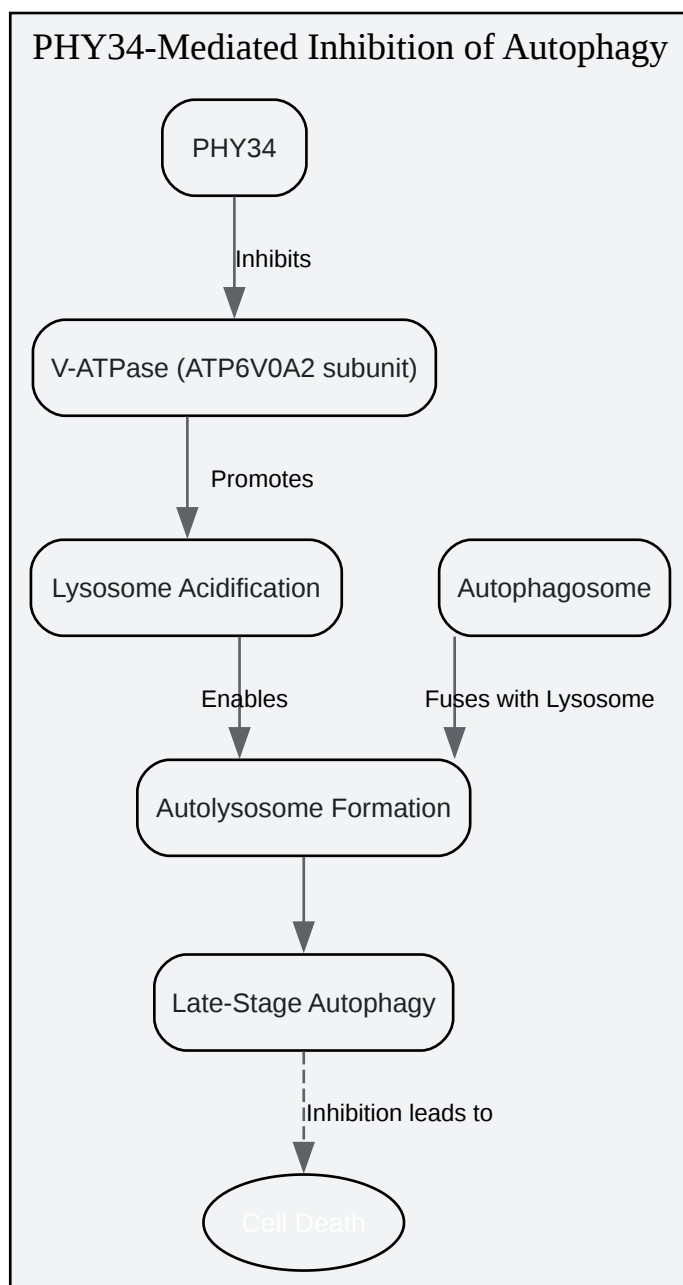 PHY34-Mediated Inhibition of Autophagy
PHY34
Inhibits
V-ATPase (ATP6V0A2 subunit)
Promotes
Lysosome Acidification
Autophagosome
Enables
Fuses with Lysosome
Autolysosome Formation
Late-Stage Autophagy
Inhibition leads to
Cell Death